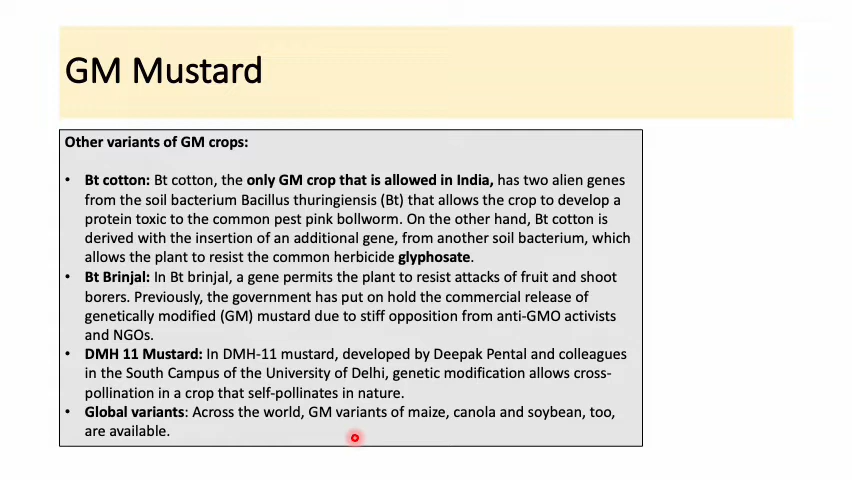 GM Mustard
Other variants of GM crops:
• Bt cotton: Bt cotton, the only GM crop that is allowed in India, has two alien genes
from the soil bacterium Bacillus thuringiensis (Bt) that allows the crop to develop a
protein toxic to the common pest pink bollworm. On the other hand, Bt cotton is
derived with the insertion of an additional gene, from another soil bacterium, which
allows the plant to resist the common herbicide glyphosate.
• Bt Brinjal: In Bt brinjal, a gene permits the plant to resist attacks of fruit and shoot
borers. Previously, the government has put on hold the commercial release of
genetically modified (GM) mustard due to stiff opposition from anti-GMO activists
and NGOs.
• DMH 11 Mustard: In DMH-11 mustard, developed by Deepak Pental and colleagues
in the South Campus of the University of Delhi, genetic modification allows cross-
pollination in a crop that self-pollinates in nature.
• Global variants: Across the world, GM variants of maize, canola and soybean, too,
are available.